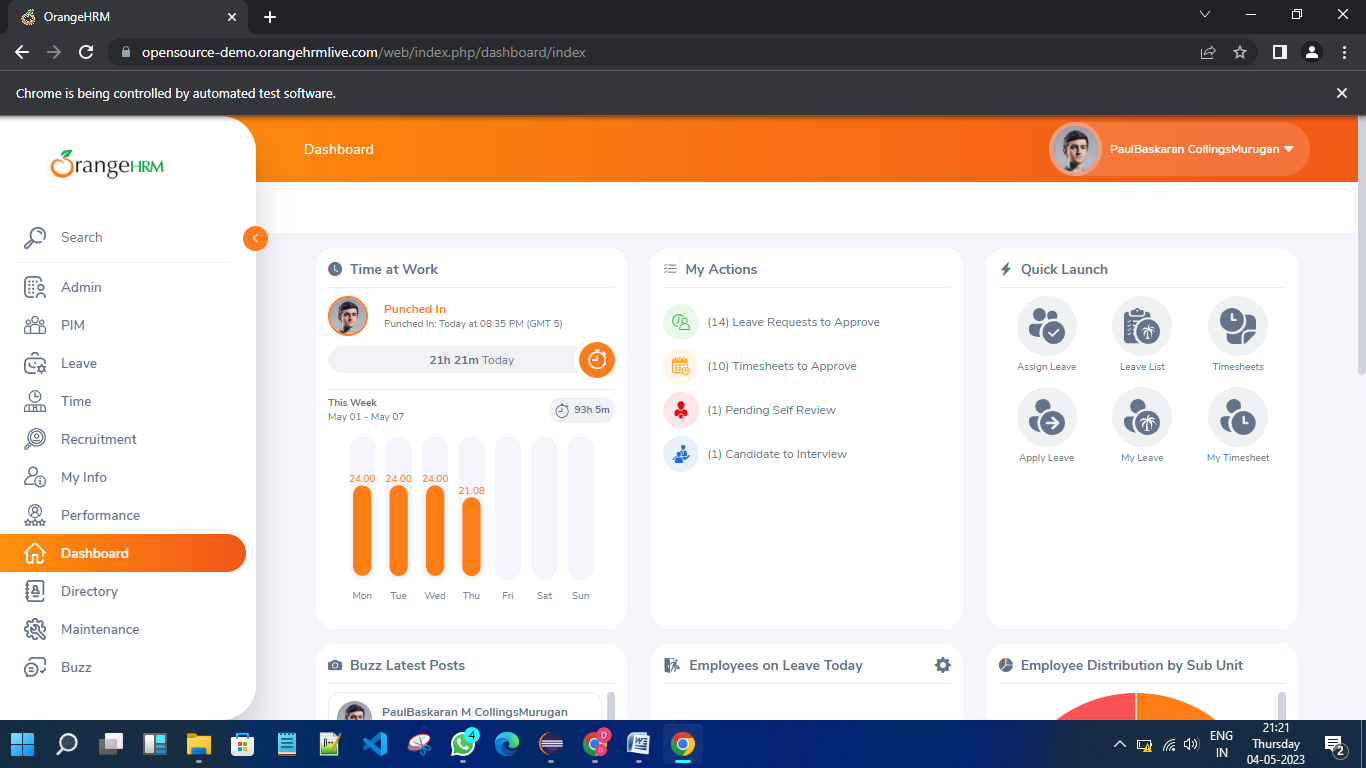 OrangeHRM
opensource-demo.orangehrmlive.com/web/index.php/dashboard/index
Chrome is being controlled by automated test software.
OrangeHRM
Dashboard
PaulBaskaran CollingsMurugan
Search
Admin
PIM
Leave
Time
Recruitment
My Info
Performance
Dashboard
Directory
Maintenance
Buzz
Time at Work
Punched In
Punched In: Today at 08:35 PM (GMT 5)
21h 21m Today
This Week
May 01 - May 07
93h 5m
24.00 24.00 24.00 21.08
Mon Tue Wed Thu Fri Sat Sun
My Actions
(14) Leave Requests to Approve
(10) Timesheets to Approve
(1) Pending Self Review
(1) Candidate to Interview
Quick Launch
Assign Leave Leave List Timesheets
Apply Leave My Leave My Timesheet
Buzz Latest Posts
PaulBaskaran M CollingsMurugan
Employees on Leave Today
Employee Distribution by Sub Unit
4
D
D
W
ENG
IN
21:21
Thursday
04-05-2023
2